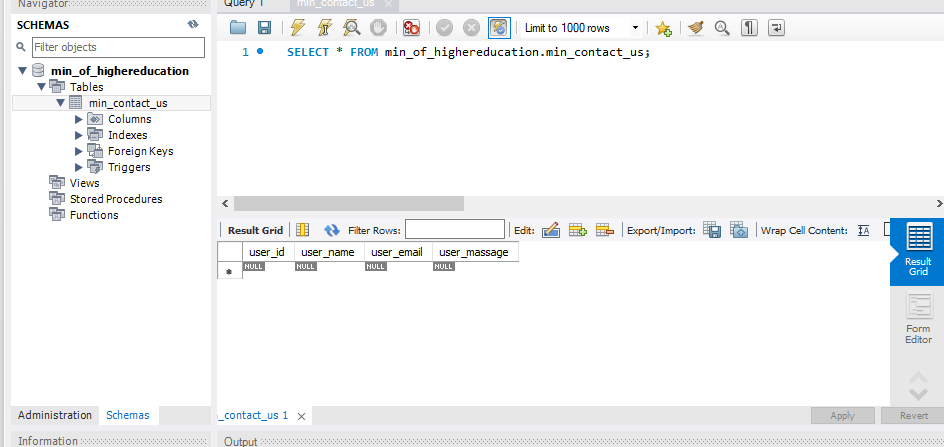 Navigator
Query 1
min_contact_us
SCHEMAS
Filter objects
min_of_highereducation
Tables
min_contact_us
Columns
Indexes
Foreign Keys
Triggers
Views
Stored Procedures
Functions
Limit to 1000 rows
1
SELECT * FROM min_of_highereducation.min_contact_us;
Result Grid
Filter Rows:
Edit:
Export/Import:
Wrap Cell Content:
user_id user_name user_email user_massage
NULL NULL NULL NULL
Result
Grid
Form
Editor
Administration Schemas
_contact_us 1
Apply Revert
Information
Output